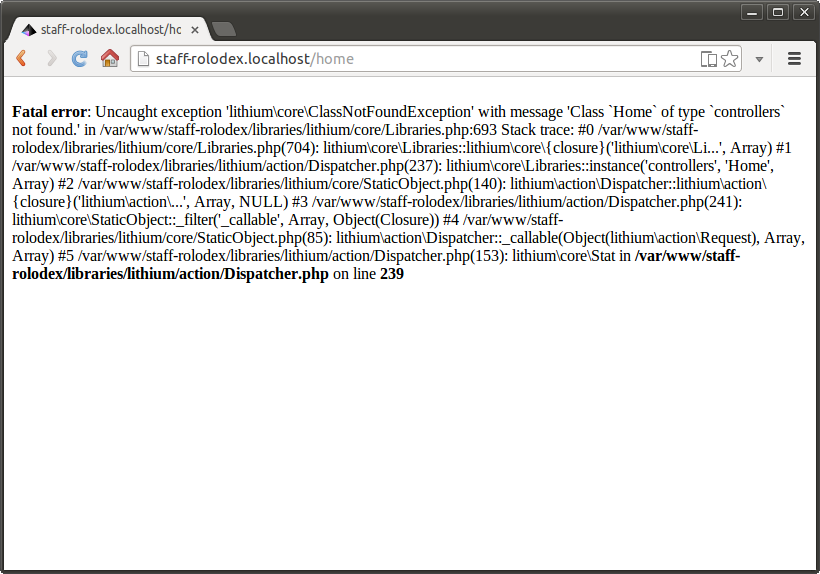 staff-rolodex.localhost/ho
staff-rolodex.localhost/home
Fatal error: Uncaught exception 'lithium\core\ClassNotFoundException' with message 'Class `Home` of type `controllers`
not found.' in /var/www/staff-rolodex/libraries/lithium/core/Libraries.php:693 Stack trace: #0 /var/www/staff-
rolodex/libraries/lithium/core/Libraries.php(704): lithium\core\Libraries::lithium\core\{closure}('lithium\core\Li...', Array) #1
/var/www/staff-rolodex/libraries/lithium/action/Dispatcher.php(237): lithium\core\Libraries::instance('controllers', 'Home',
Array) #2 /var/www/staff-rolodex/libraries/lithium/core/StaticObject.php(140): lithium\action\Dispatcher::lithium\action\
{closure}('lithium\action\...', Array, NULL) #3 /var/www/staff-rolodex/libraries/lithium/action/Dispatcher.php(241):
lithium\core\StaticObject::_filter('_callable', Array, Object(Closure)) #4 /var/www/staff-
rolodex/libraries/lithium/core/StaticObject.php(85): lithium\action\Dispatcher::_callable(Object(lithium\action\Request), Array,
Array) #5 /var/www/staff-rolodex/libraries/lithium/action/Dispatcher.php(153): lithium\core\Stat in /var/www/staff-
rolodex/libraries/lithium/action/Dispatcher.php on line 239